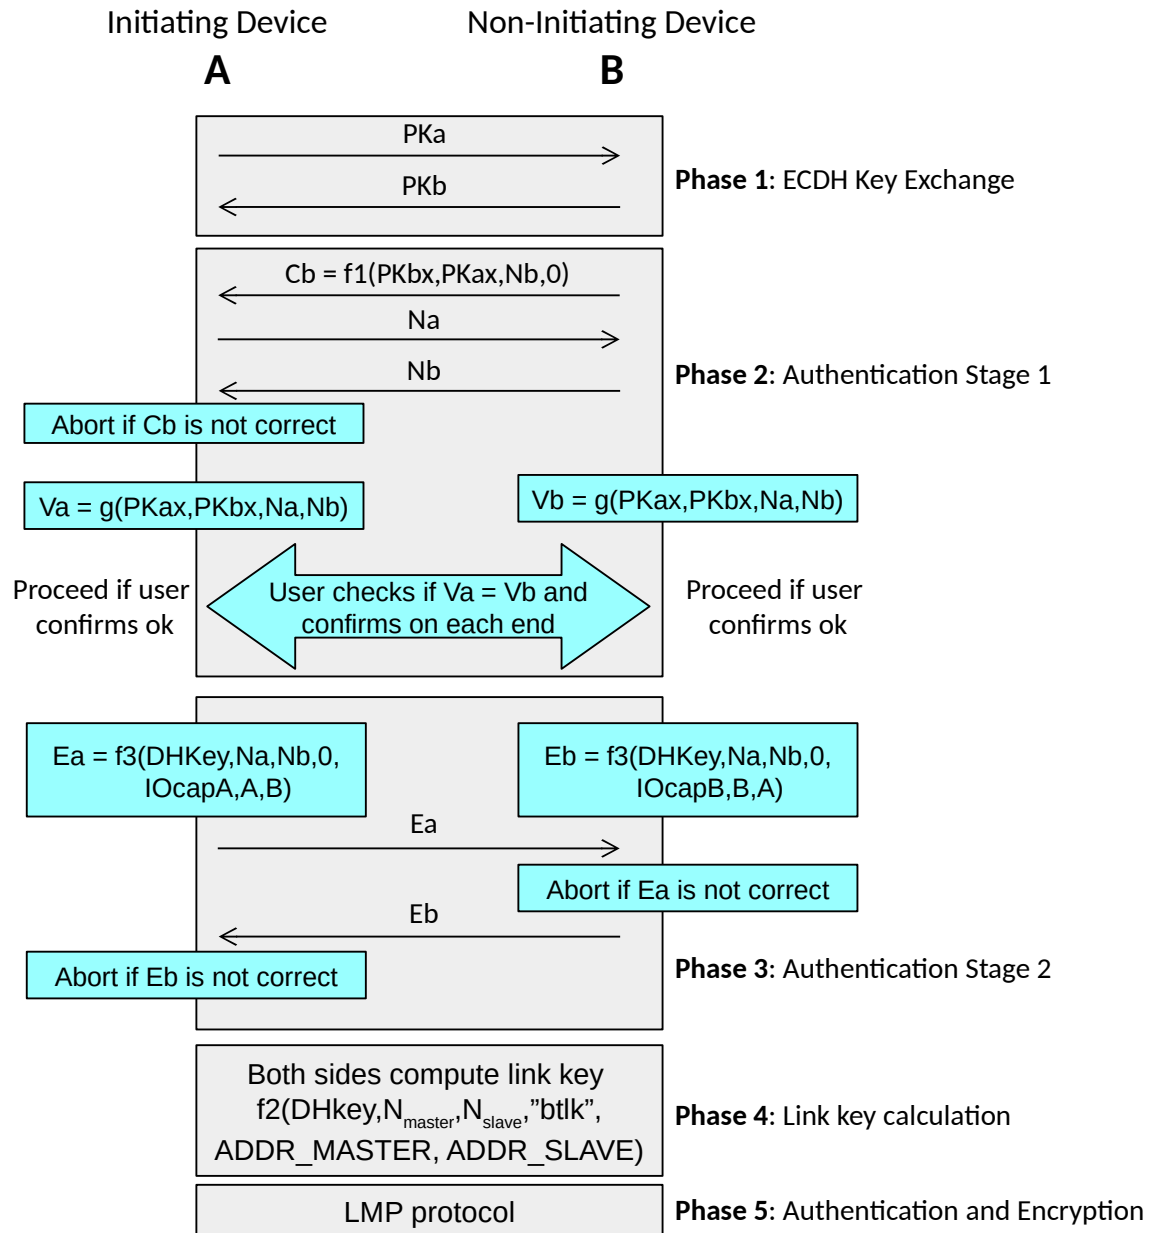 Initiating Device
Non-Initiating Device
A
B
PKa
PKb
Phase 1: ECDH Key Exchange
Cb = f1(PKbx,PKax,Nb,0)
Na
Nb
Phase 2: Authentication Stage 1
Abort if Cb is not correct
Va = g(PKax,PKbx,Na,Nb)
Vb = g(PKax,PKbx,Na,Nb)
Proceed if user
confirms ok
User checks if Va = Vb and
confirms on each end
Proceed if user
confirms ok
Ea = f3(DHKey,Na,Nb,0,
IOcapA,A,B)
Eb = f3(DHKey,Na,Nb,0,
IOcapB,B,A)
Ea
Abort if Ea is not correct
Eb
Abort if Eb is not correct
Phase 3: Authentication Stage 2
Both sides compute link key
f2(DHkey,Nmaster,Nslave,”btlk”,
ADDR_MASTER, ADDR_SLAVE)
Phase 4: Link key calculation
LMP protocol
Phase 5: Authentication and Encryption